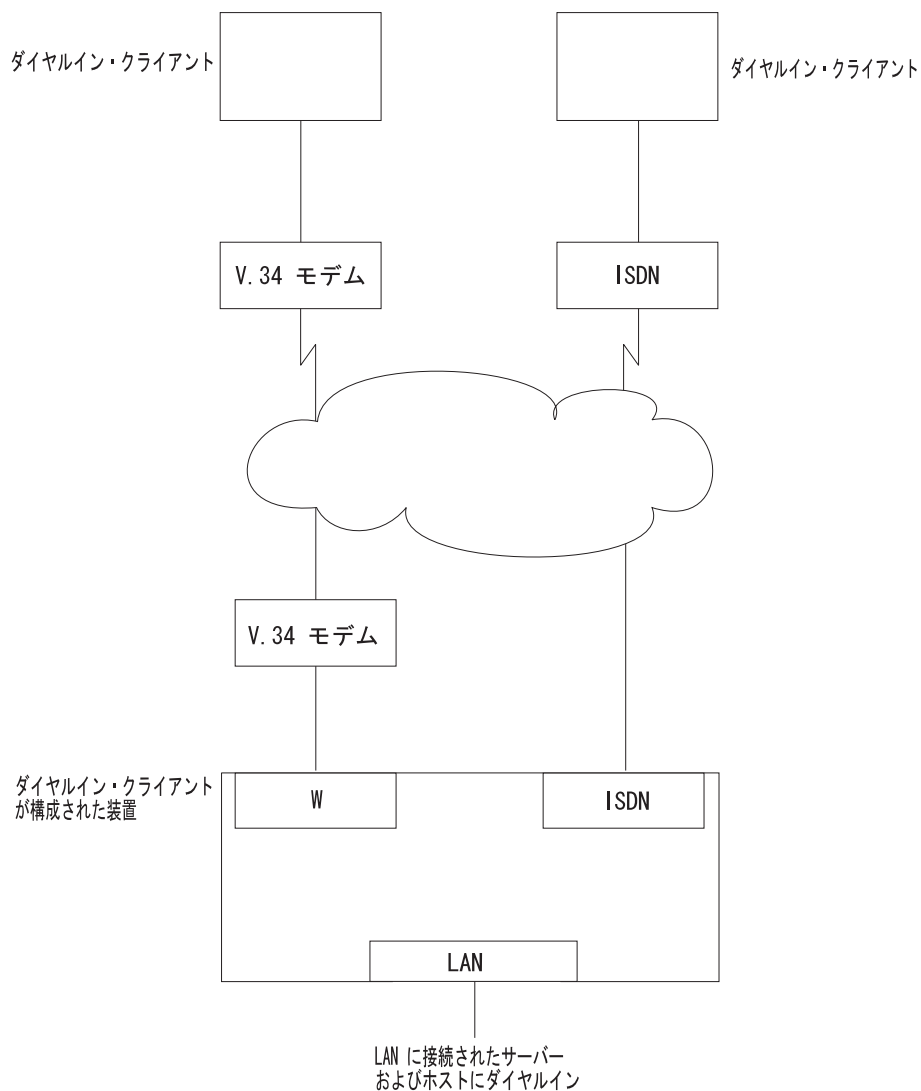 ダイヤルイン・クライアント
ダイヤルイン・クライアント
V.34 モデム
ISDN
V.34 モデム
ダイヤルイン・クライアント
が構成された装置
W
ISDN
LAN
LAN に接続されたサーバー
およびホストにダイヤルイン